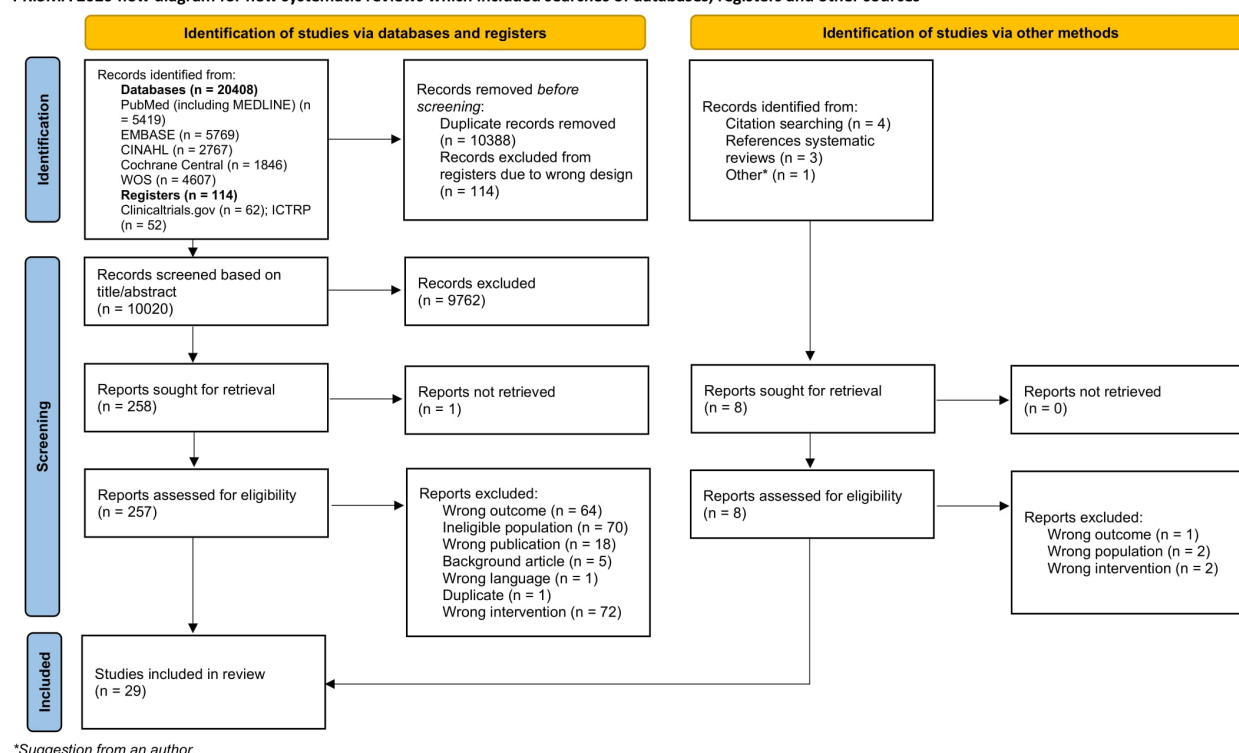 Identification of studies via databases and registers
Identification of studies via other methods
Identification
Records identified from:
Databases (n = 20408)
PubMed (including MEDLINE) (n
= 5419)
EMBASE (n = 5769)
CINAHL (n = 2767)
Cochrane Central (n = 1846)
WOS (n = 4607)
Registers (n = 114)
Clinicaltrials.gov (n = 62); ICTRP
(n = 52)
Records removed before
screening:
Duplicate records removed
(n = 10388)
Records excluded from
registers due to wrong design
(n = 114)
Records identified from:
Citation searching (n = 4)
References systematic
reviews (n = 3)
Other* (n = 1)
Screening
Records screened based on
title/abstract
(n = 10020)
Records excluded
(n = 9762)
Reports sought for retrieval
(n = 258)
Reports not retrieved
(n = 1)
Reports sought for retrieval
(n = 8)
Reports not retrieved
(n = 0)
Reports assessed for eligibility
(n = 257)
Reports excluded:
Wrong outcome (n = 64)
Ineligible population (n = 70)
Wrong publication (n = 18)
Background article (n = 5)
Wrong language (n = 1)
Duplicate (n = 1)
Wrong intervention (n = 72)
Reports assessed for eligibility
(n = 8)
Reports excluded:
Wrong outcome (n = 1)
Wrong population (n = 2)
Wrong intervention (n = 2)
Included
Studies included in review
(n = 29)
*Suggestion from an author